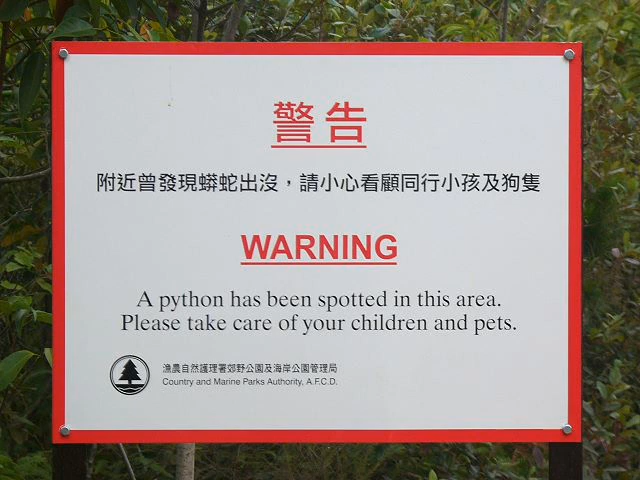 警告
附近曾發現蟒蛇出沒，請小心看顧同行小孩及狗隻
WARNING
A python has been spotted in this area.
Please take care of your children and pets.
漁農自然護理署郊野公園及海岸公園管理局
Country and Marine Parks Authority, A.F.C.D.